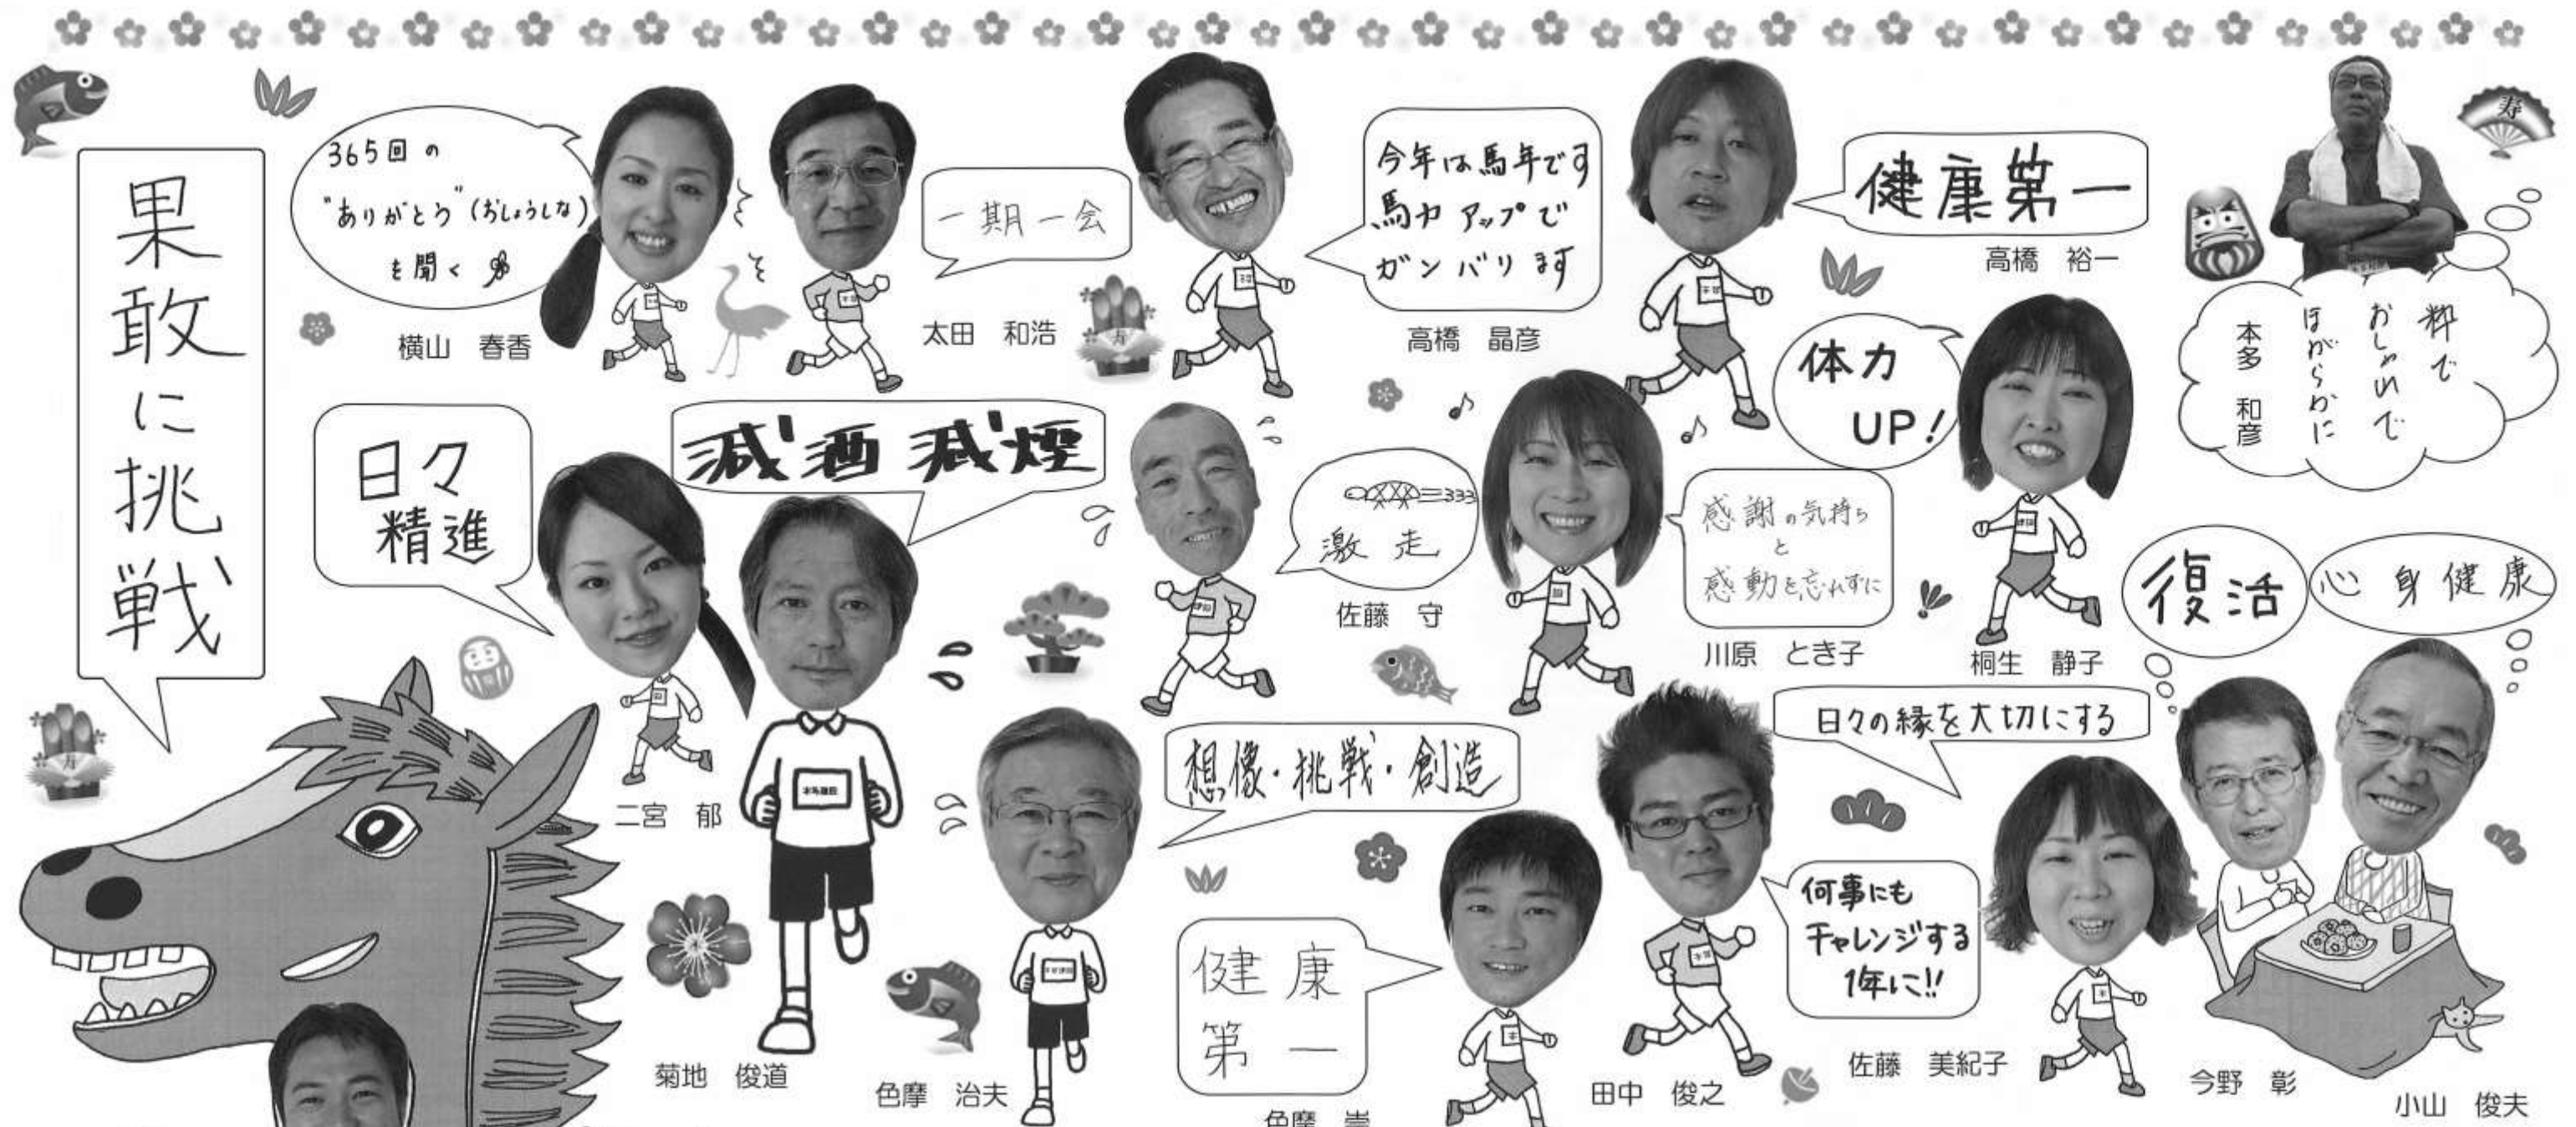 果敢に挑戦
365回の
"ありがとう"(おしょうしな)
を聞く
横山 春香
一期一会
太田 和浩
今年は馬年です
馬力アップで
ガンバリます
高橋 晶彦
健康第一
高橋 裕一
寿
粋で
おしゃれで
ほがらかに
本多 和彦
寿
体力
UP!
桐生 静子
日々
精進
二宮 郁
減酒減煙
菊地 俊道
激走
佐藤 守
感謝の気持ち
と
感動を忘れずに
川原 とき子
復活
今野 彰
心身健康
小山 俊夫
寿
想像・挑戦・創造
色摩 治夫
日々の縁を大切にする
佐藤 美紀子
何事にも
チャレンジする
1年に!!
田中 俊之
健康
第一
色摩 崇